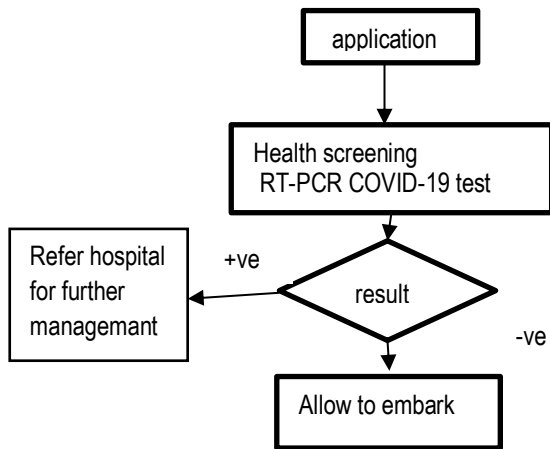 application
Health screening
RT-PCR COVID-19 test
Refer hospital
for further
managemant
+ve
result
-ve
Allow to embark